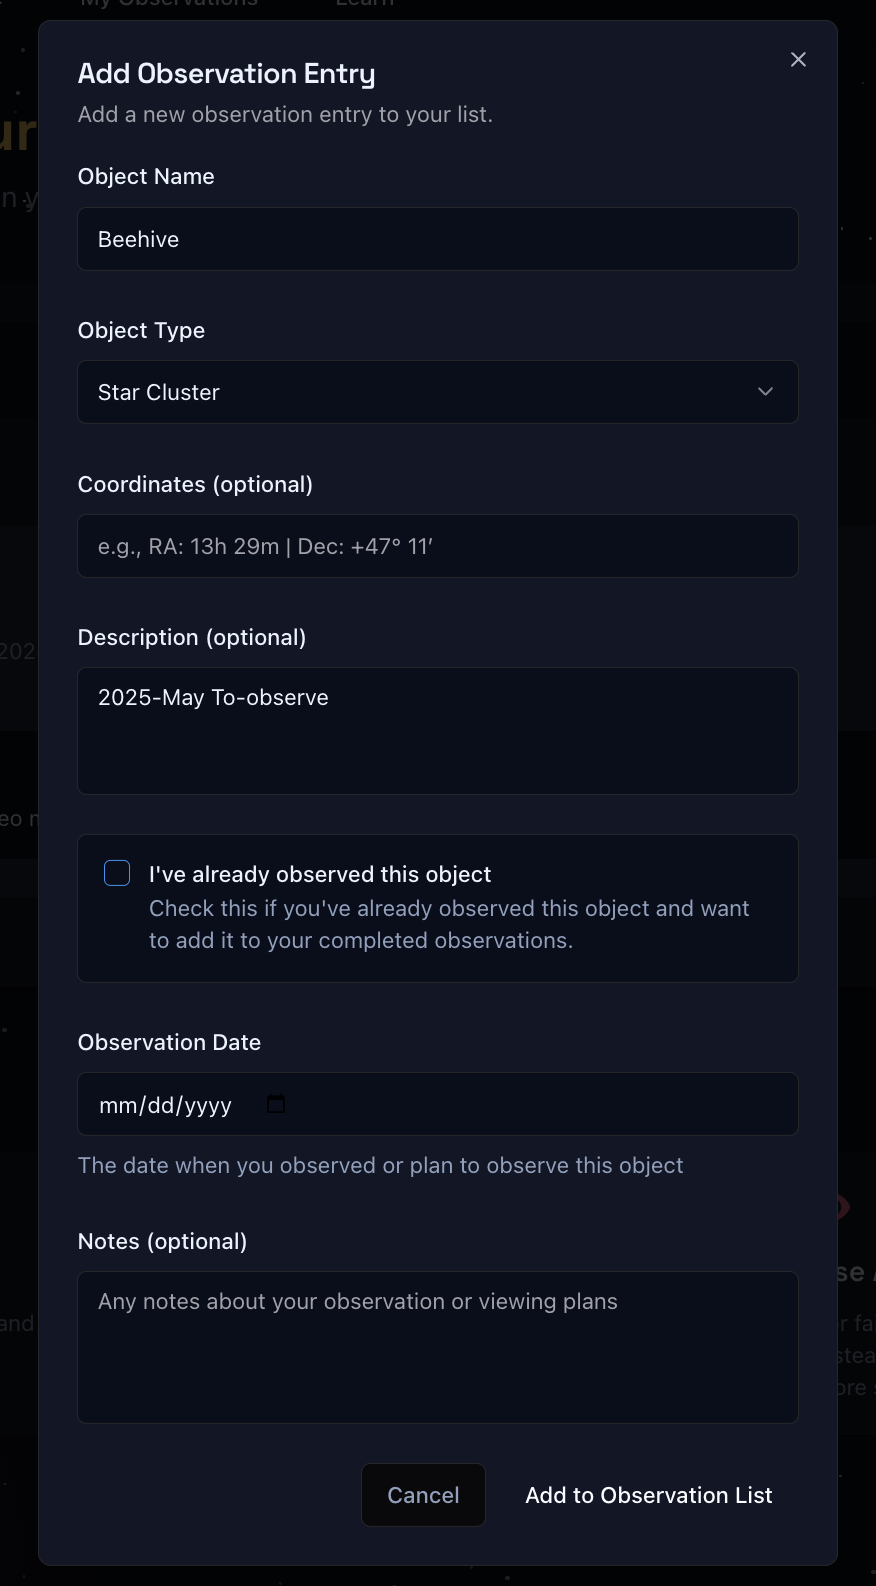 My Observations Learn
Add Observation Entry
Add a new observation entry to your list.
Object Name
Beehive
Object Type
Star Cluster
Coordinates (optional)
e.g., RA: 13h 29m | Dec: +47° 11′
Description (optional)
2025-May To-observe
I've already observed this object
Check this if you've already observed this object and want
to add it to your completed observations.
Observation Date
mm/dd/yyyy
The date when you observed or plan to observe this object
Notes (optional)
Any notes about your observation or viewing plans
and
Cancel Add to Observation List